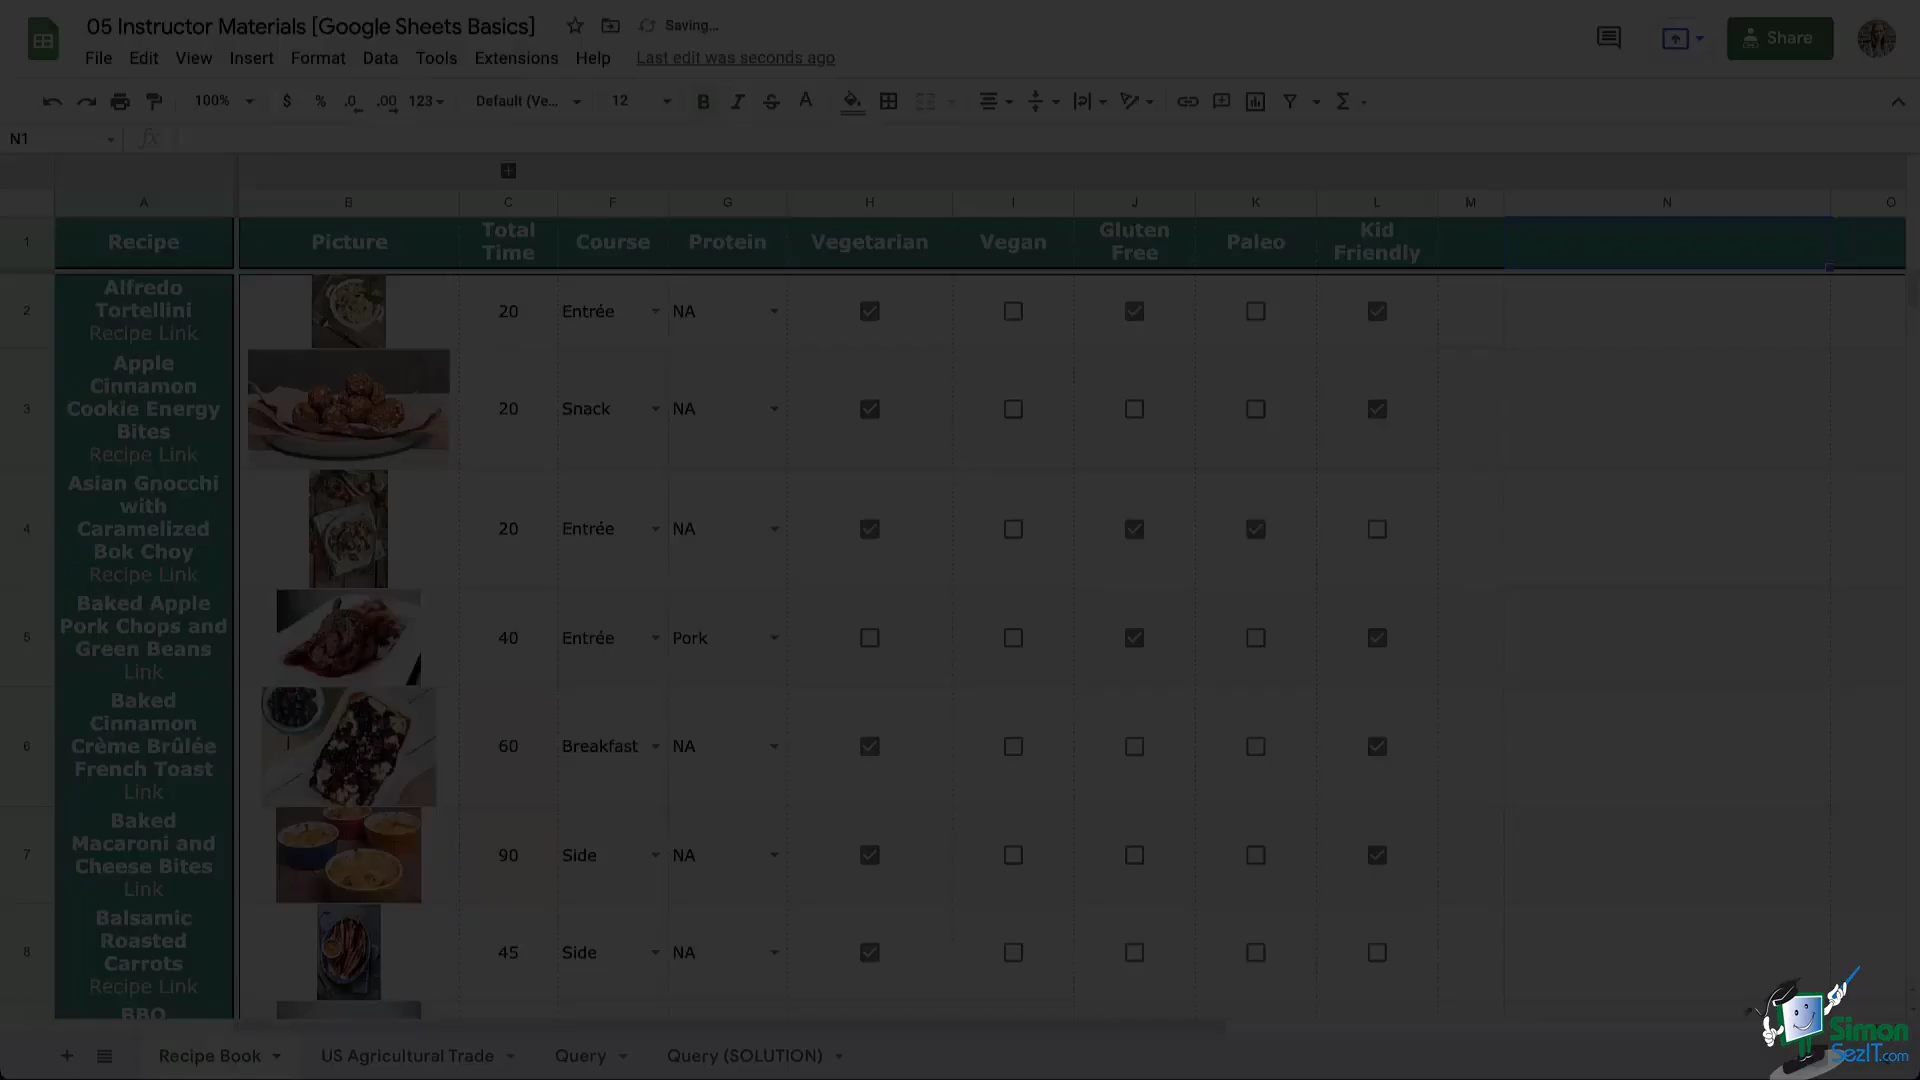 05 Instructor Materials [Google Sheets Basics] Saving...
File Edit View Insert Format Data Tools Extensions Help Last edit was seconds ago
Share
100% $ % .0 .00 123 Default (Ve... 12 B I S A Σ
N1 fx
A B C F G H I J K L M N O
1 Recipe Picture Total Time Course Protein Vegetarian Vegan Gluten Free Paleo Kid Friendly
2 Alfredo Tortellini Recipe Link 20 Entrée NA
3 Apple Cinnamon Cookie Energy Bites Recipe Link 20 Snack NA
4 Asian Gnocchi with Caramelized Bok Choy Recipe Link 20 Entrée NA
5 Baked Apple Pork Chops and Green Beans Link 40 Entrée Pork
6 Baked Cinnamon Crème Brûlée French Toast Link 60 Breakfast NA
7 Baked Macaroni and Cheese Bites Link 90 Side NA
8 Balsamic Roasted Carrots Recipe Link 45 Side NA
BBQ
Recipe Book US Agricultural Trade Query Query (SOLUTION)
Simon
SezIT.com